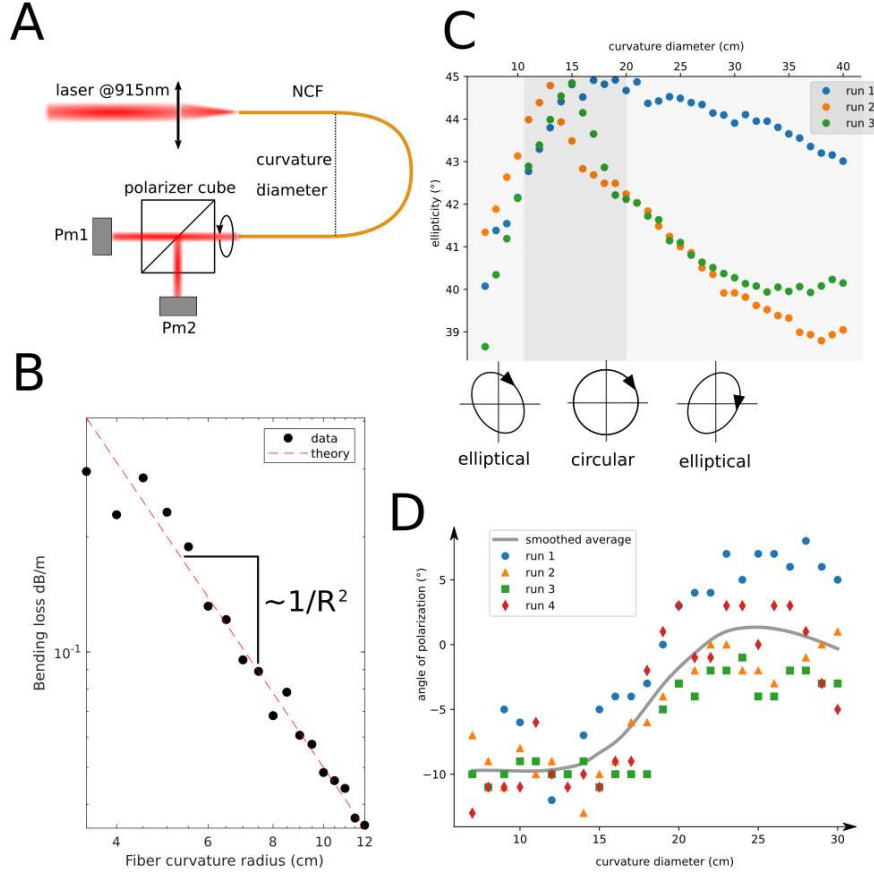 A
laser @915nm
NCF
curvature
diameter
polarizer cube
Pm1
Pm2
B
data
theory
~1/R²
Bending loss dB/m
10⁻¹
4
6
8
10
12
Fiber curvature radius (cm)
C
curvature diameter (cm)
10 15 20 25 30 35 40
45
44
43
42
41
40
39
ellipticity (°)
run 1
run 2
run 3
elliptical
circular
elliptical
D
smoothed average
run 1
run 2
run 3
run 4
angle of polarization (°)
5
0
−5
−10
10 15 20 25 30
curvature diameter (cm)